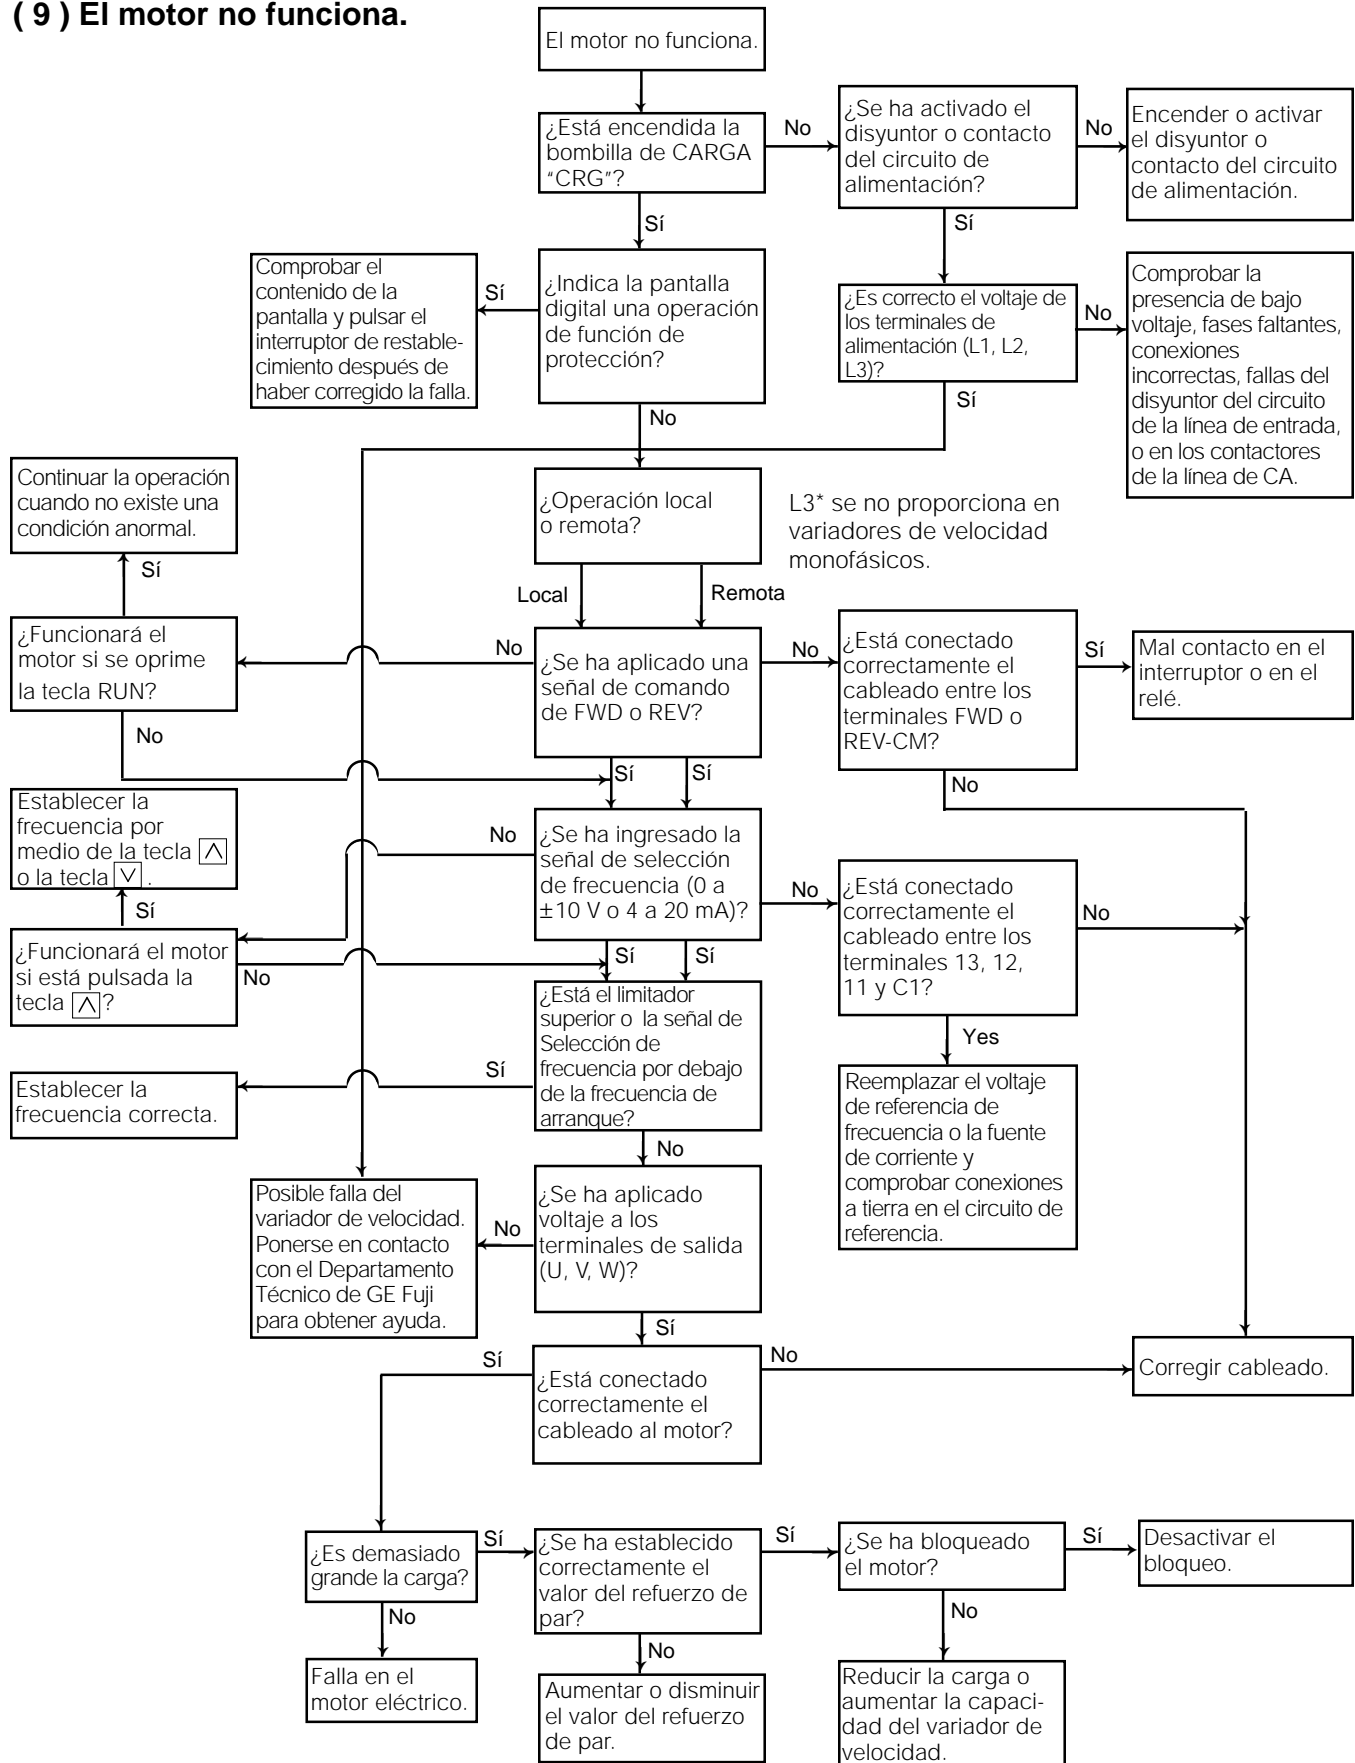 ( 9 ) El motor no funciona.
El motor no funciona.
¿Está encendida la
bombilla de CARGA
“CRG”?
No
¿Se ha activado el
disyuntor o contacto
del circuito de
alimentación?
No
Encender o activar
el disyuntor o
contacto del circuito
de alimentación.
Sí
Sí
Comprobar el
contenido de la
pantalla y pulsar el
interruptor de restable-
cimiento después de
haber corregido la falla.
Sí
¿Indica la pantalla
digital una operación
de función de
protección?
¿Es correcto el voltaje de
los terminales de
alimentación (L1, L2,
L3)?
No
Comprobar la
presencia de bajo
voltaje, fases faltantes,
conexiones
incorrectas, fallas del
disyuntor del circuito
de la línea de entrada,
o en los contactores
de la línea de CA.
No
Sí
Continuar la operación
cuando no existe una
condición anormal.
¿Operación local
o remota?
L3* se no proporciona en
variadores de velocidad
monofásicos.
Sí
Local
Remota
¿Funcionará el
motor si se oprime
la tecla RUN?
No
¿Se ha aplicado una
señal de comando
de FWD o REV?
No
¿Está conectado
correctamente el
cableado entre los
terminales FWD o
REV-CM?
Sí
Mal contacto en el
interruptor o en el
relé.
No
Sí
Sí
No
Establecer la
frecuencia por
medio de la tecla ⋀
o la tecla ⋁ .
No
¿Se ha ingresado la
señal de selección
de frecuencia (0 a
±10 V o 4 a 20 mA)?
No
¿Está conectado
correctamente el
cableado entre los
terminales 13, 12,
11 y C1?
No
Sí
¿Funcionará el motor
si está pulsada la
tecla ⋀?
No
Sí
Sí
¿Está el limitador
superior o la señal de
Selección de
frecuencia por debajo
de la frecuencia de
arranque?
Yes
Sí
Establecer la
frecuencia correcta.
Reemplazar el voltaje
de referencia de
frecuencia o la fuente
de corriente y
comprobar conexiones
a tierra en el circuito de
referencia.
No
Posible falla del
variador de velocidad.
Ponerse en contacto
con el Departamento
Técnico de GE Fuji
para obtener ayuda.
No
¿Se ha aplicado
voltaje a los
terminales de salida
(U, V, W)?
Sí
Sí
¿Está conectado
correctamente el
cableado al motor?
No
Corregir cableado.
¿Es demasiado
grande la carga?
Sí
¿Se ha establecido
correctamente el
valor del refuerzo de
par?
Sí
¿Se ha bloqueado
el motor?
Sí
Desactivar el
bloqueo.
No
No
No
Falla en el
motor eléctrico.
Aumentar o disminuir
el valor del refuerzo
de par.
Reducir la carga o
aumentar la capaci-
dad del variador de
velocidad.